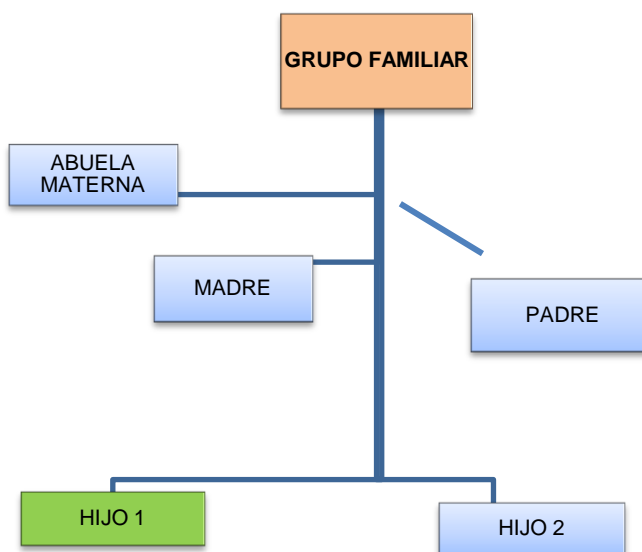 GRUPO FAMILIAR
ABUELA
MATERNA
MADRE
PADRE
HIJO 1
HIJO 2